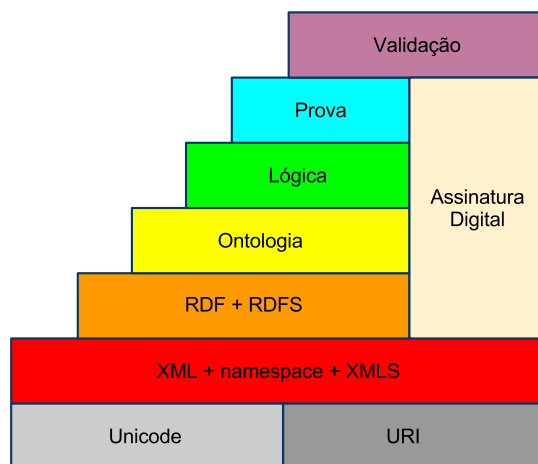 Validação
Prova
Lógica
Assinatura
Digital
Ontologia
RDF + RDFS
XML + namespace + XMLS
Unicode
URI